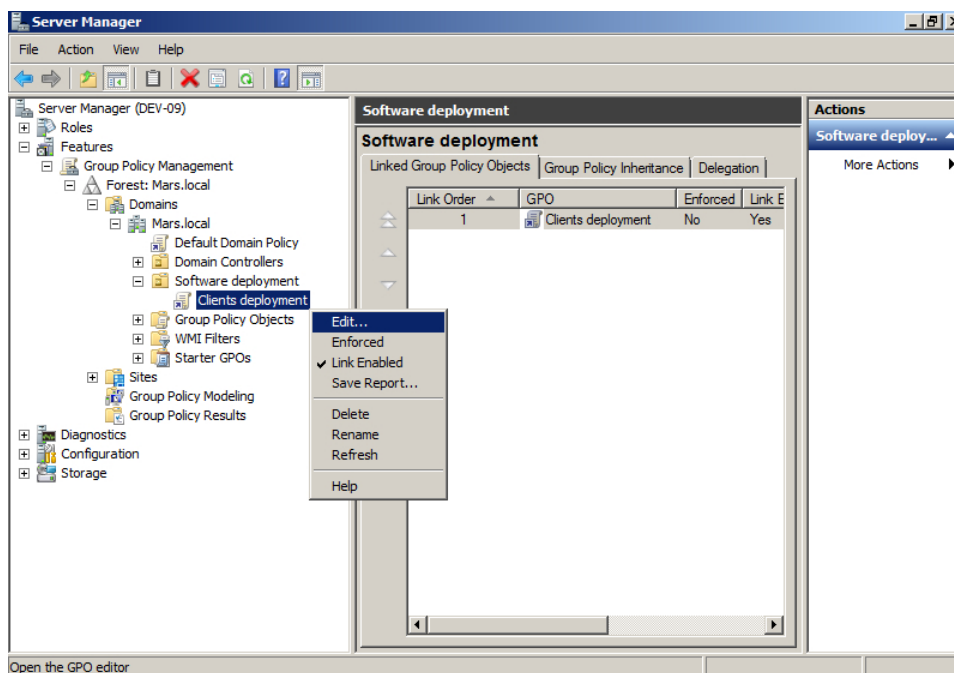 Server Manager
File Action View Help
Server Manager (DEV-09)
Roles
Features
Group Policy Management
Forest: Mars.local
Domains
Mars.local
Default Domain Policy
Domain Controllers
Software deployment
Clients deployment
Group Policy Objects
WMI Filters
Starter GPOs
Sites
Group Policy Modeling
Group Policy Results
Diagnostics
Configuration
Storage
Edit...
Enforced
Link Enabled
Save Report...
Delete
Rename
Refresh
Help
Software deployment
Software deployment
Linked Group Policy Objects Group Policy Inheritance Delegation
Link Order GPO Enforced Link E
1 Clients deployment No Yes
Actions
Software deploy...
More Actions
Open the GPO editor